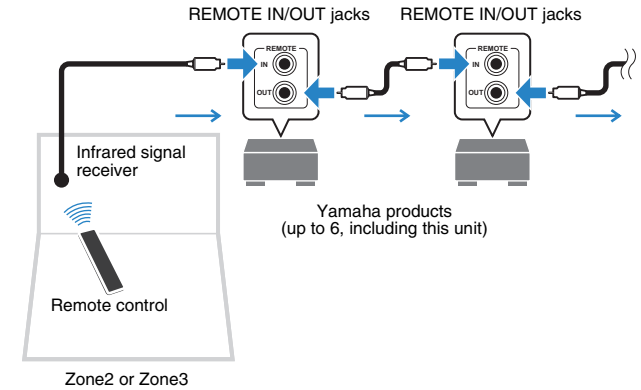 REMOTE IN/OUT jacks
REMOTE IN/OUT jacks
REMOTE
IN
OUT
REMOTE
IN
OUT
Infrared signal
receiver
Yamaha products
(up to 6, including this unit)
Remote control
Zone2 or Zone3